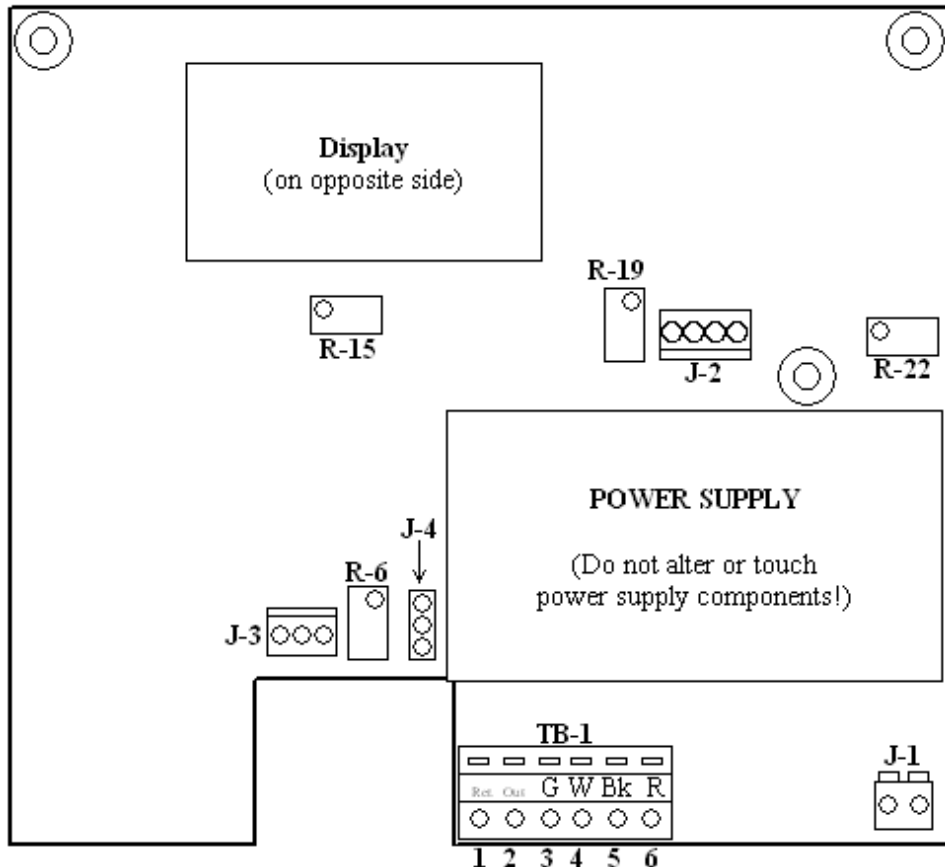 Display
(on opposite side)
R-19
R-15
J-2
R-22
POWER SUPPLY
(Do not alter or touch
power supply components!)
J-4
R-6
J-3
TB-1
J-1
Ret Out G W Bk R
1 2 3 4 5 6